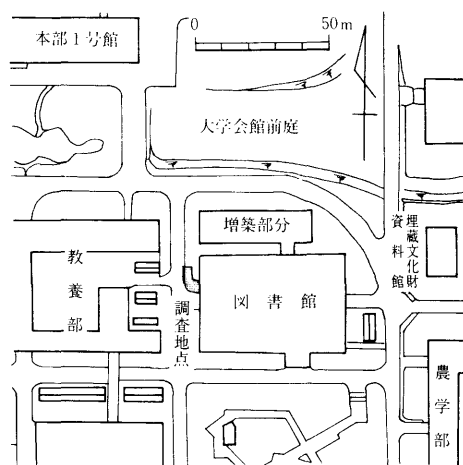 本部1号館
0 50m
大学会館前庭
増築部分
埋蔵文化財
資料館
教養部
図書館
調査地点
農学部